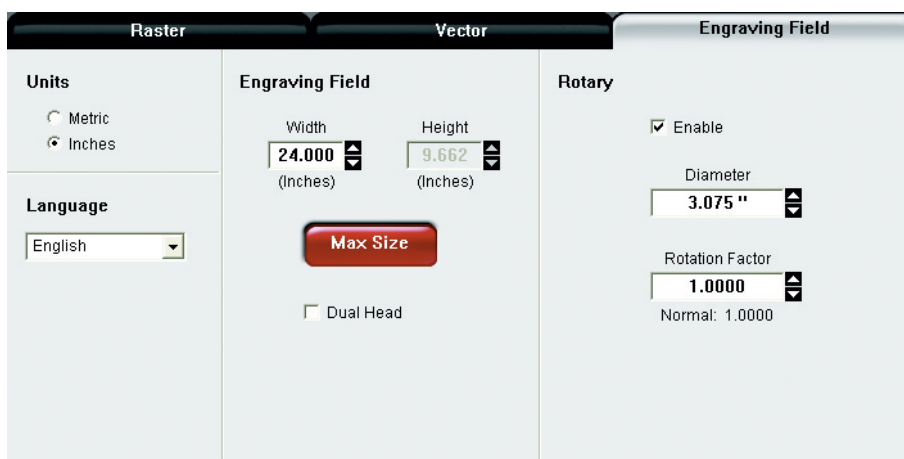 Raster
Vector
Engraving Field
Units
Metric
Inches
Language
English
Engraving Field
Width
Height
24.000
9.662
(Inches)
(Inches)
Max Size
Dual Head
Rotary
Enable
Diameter
3.075 "
Rotation Factor
1.0000
Normal: 1.0000